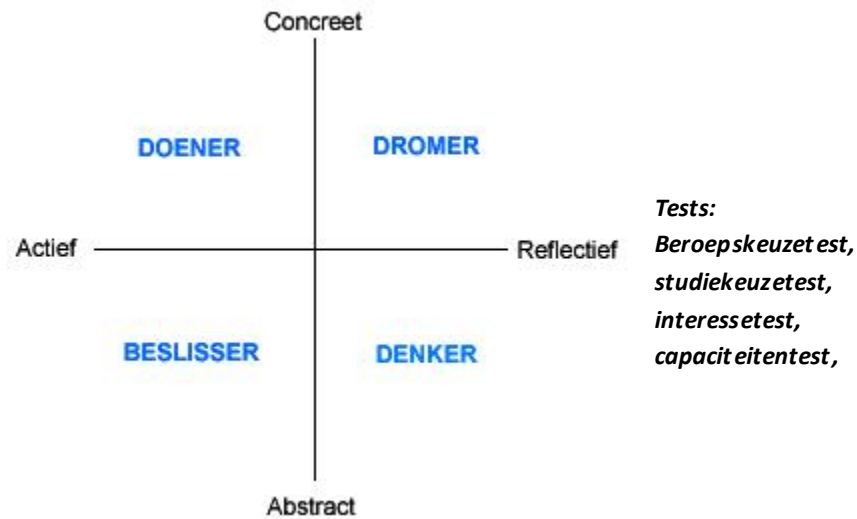 Concreet
DOENER
DROMER
Actief
Reflectief
BESLISSER
DENKER
Abstract
Tests:
Beroepskeuzetest,
studiekeuzetest,
interessetest,
capaciteitentest,